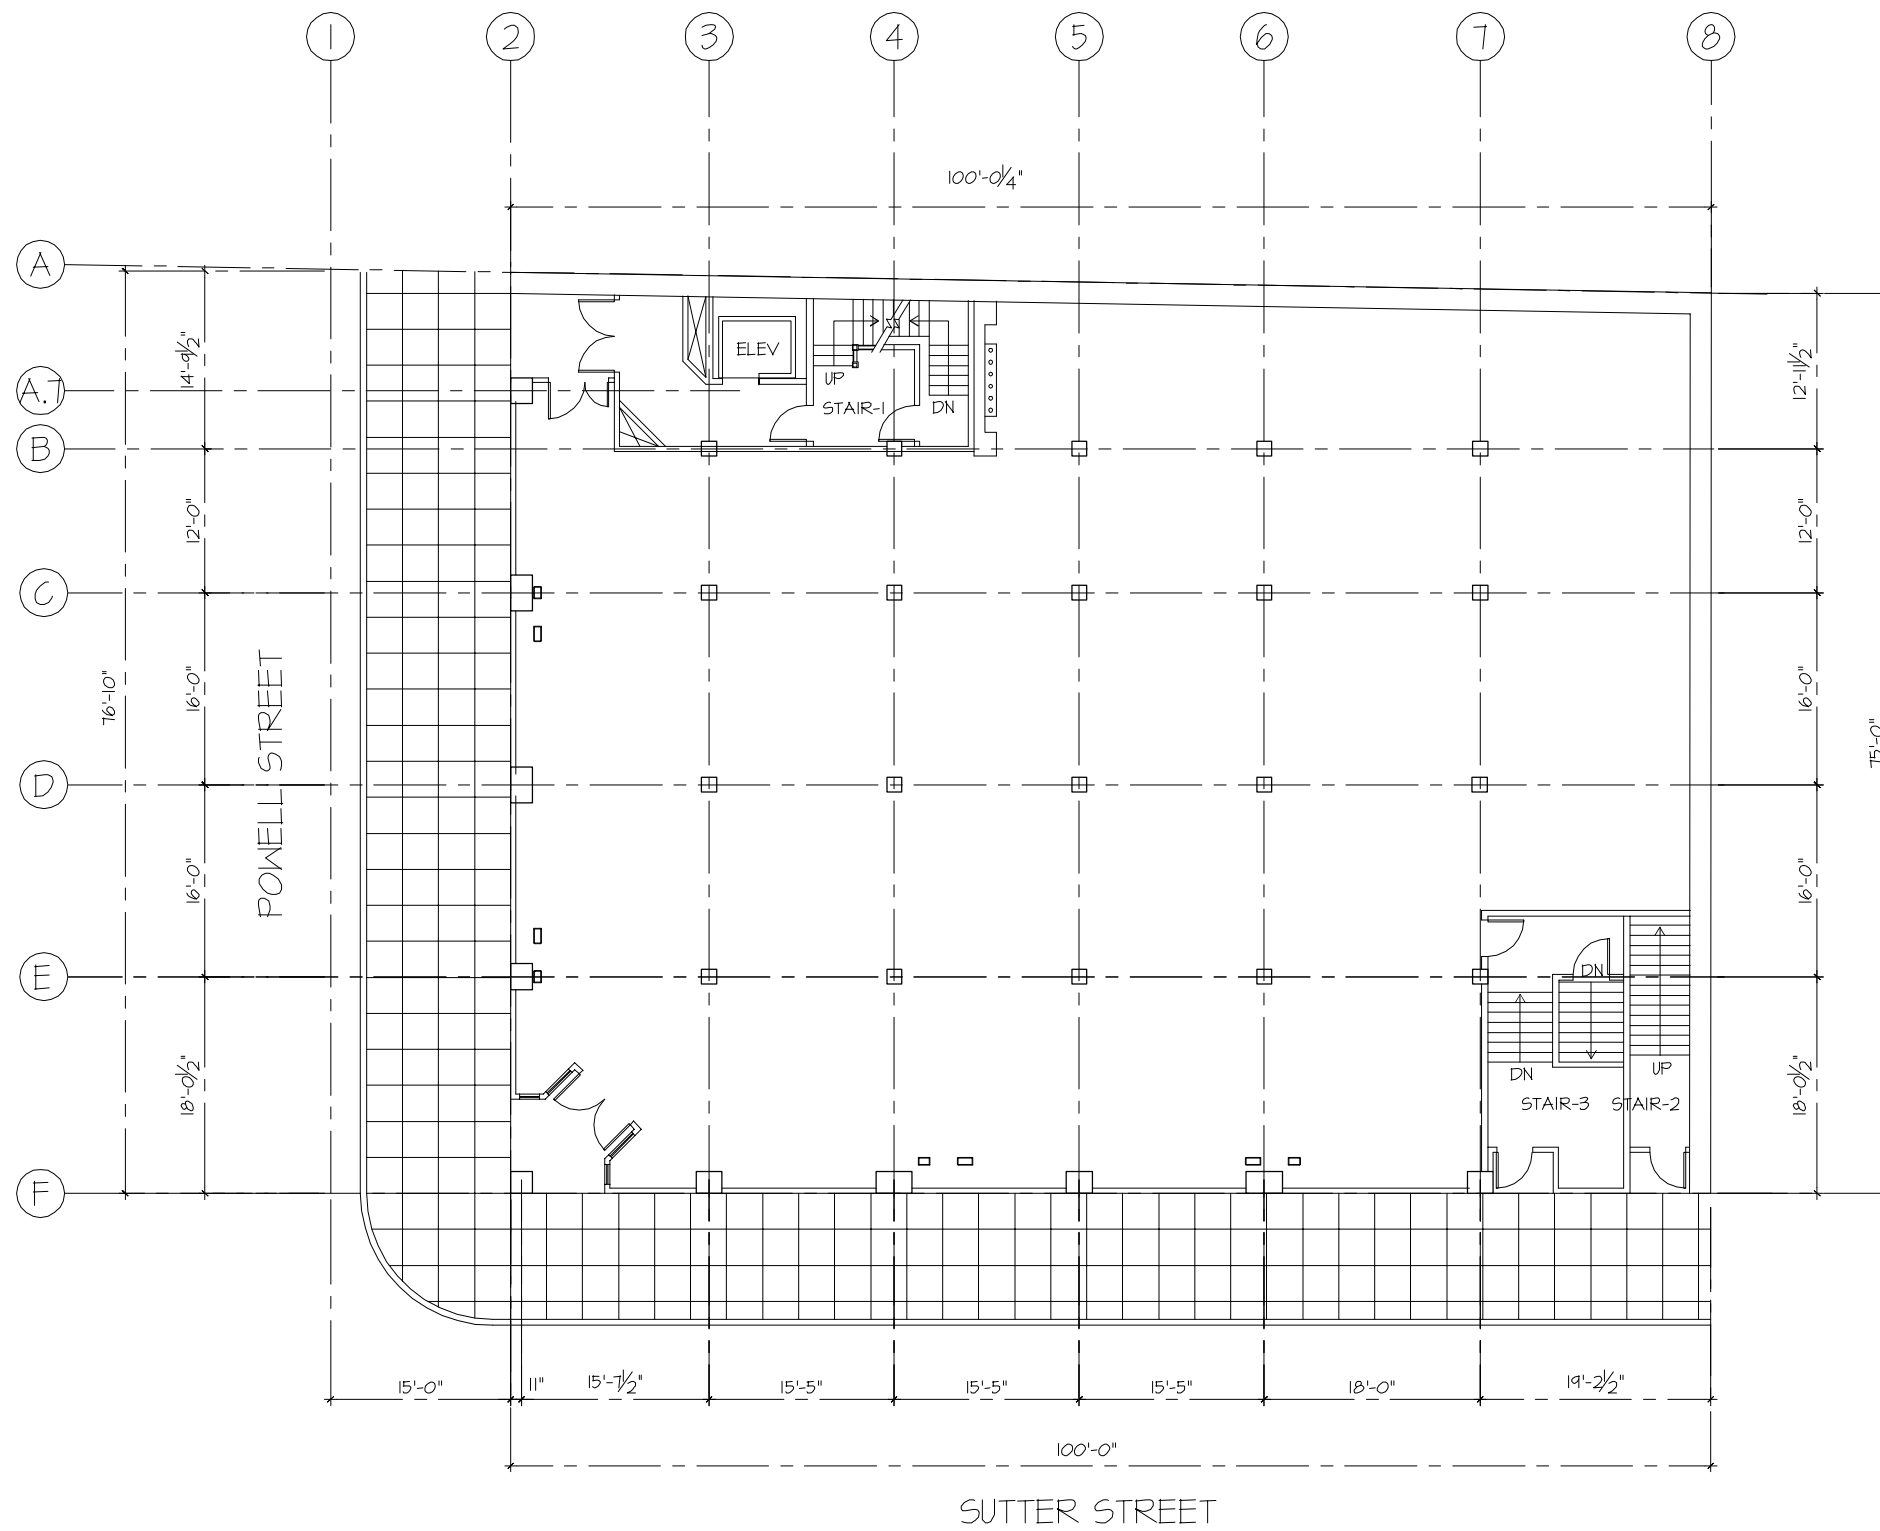 1 2 3 4 5 6 7 8
100'-0¼"
A
14'-9½"
12'-11½"
ELEV
A.7
UP
STAIR-1 DN
B
12'-0" 12'-0"
C
76'-10"
16'-0" 16'-0"
75'-0"
POWELL STREET
D
16'-0" 16'-0"
E
DN
18'-0½" 18'-0½"
DN UP
STAIR-3 STAIR-2
F
15'-0" 11" 15'-7½" 15'-5" 15'-5" 15'-5" 18'-0" 19'-2½"
100'-0"
SUTTER STREET